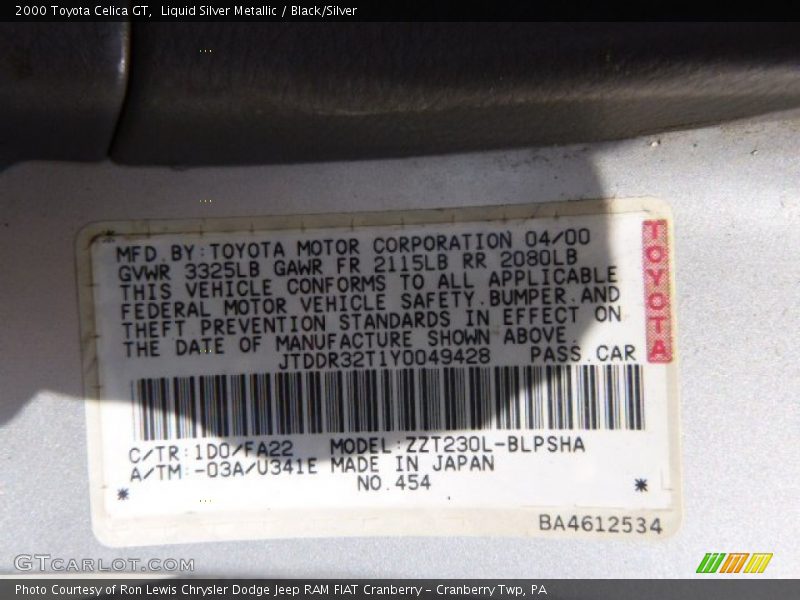 2000 Toyota Celica GT, Liquid Silver Metallic / Black/Silver
MFD.BY:TOYOTA MOTOR CORPORATION 04/00
GVWR 3325LB GAWR FR 2115LB RR 2080LB
THIS VEHICLE CONFORMS TO ALL APPLICABLE
FEDERAL MOTOR VEHICLE SAFETY.BUMPER.AND
THEFT PREVENTION STANDARDS IN EFFECT ON
THE DATE OF MANUFACTURE SHOWN ABOVE.
JTDDR32T1Y0049428 PASS.CAR
TOYOTA
C/TR:1D0/FA22 MODEL:ZZT230L-BLPSHA
A/TM:-03A/U341E MADE IN JAPAN
* NO.454 *
BA4612534
GTCARLOT.COM
Photo Courtesy of Ron Lewis Chrysler Dodge Jeep RAM FIAT Cranberry – Cranberry Twp, PA